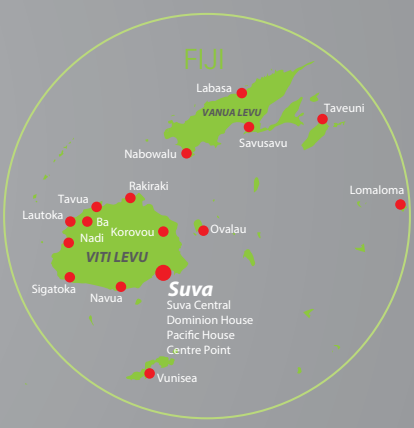 FIJI
Labasa
VANUA LEVU
Taveuni
Savusavu
Nabowalu
Rakiraki
Lomaloma
Tavua
Lautoka
Ba
Korovou
Ovalau
Nadi
VITI LEVU
Sigatoka
Navua
Suva
Suva Central
Dominion House
Pacific House
Centre Point
Vunisea